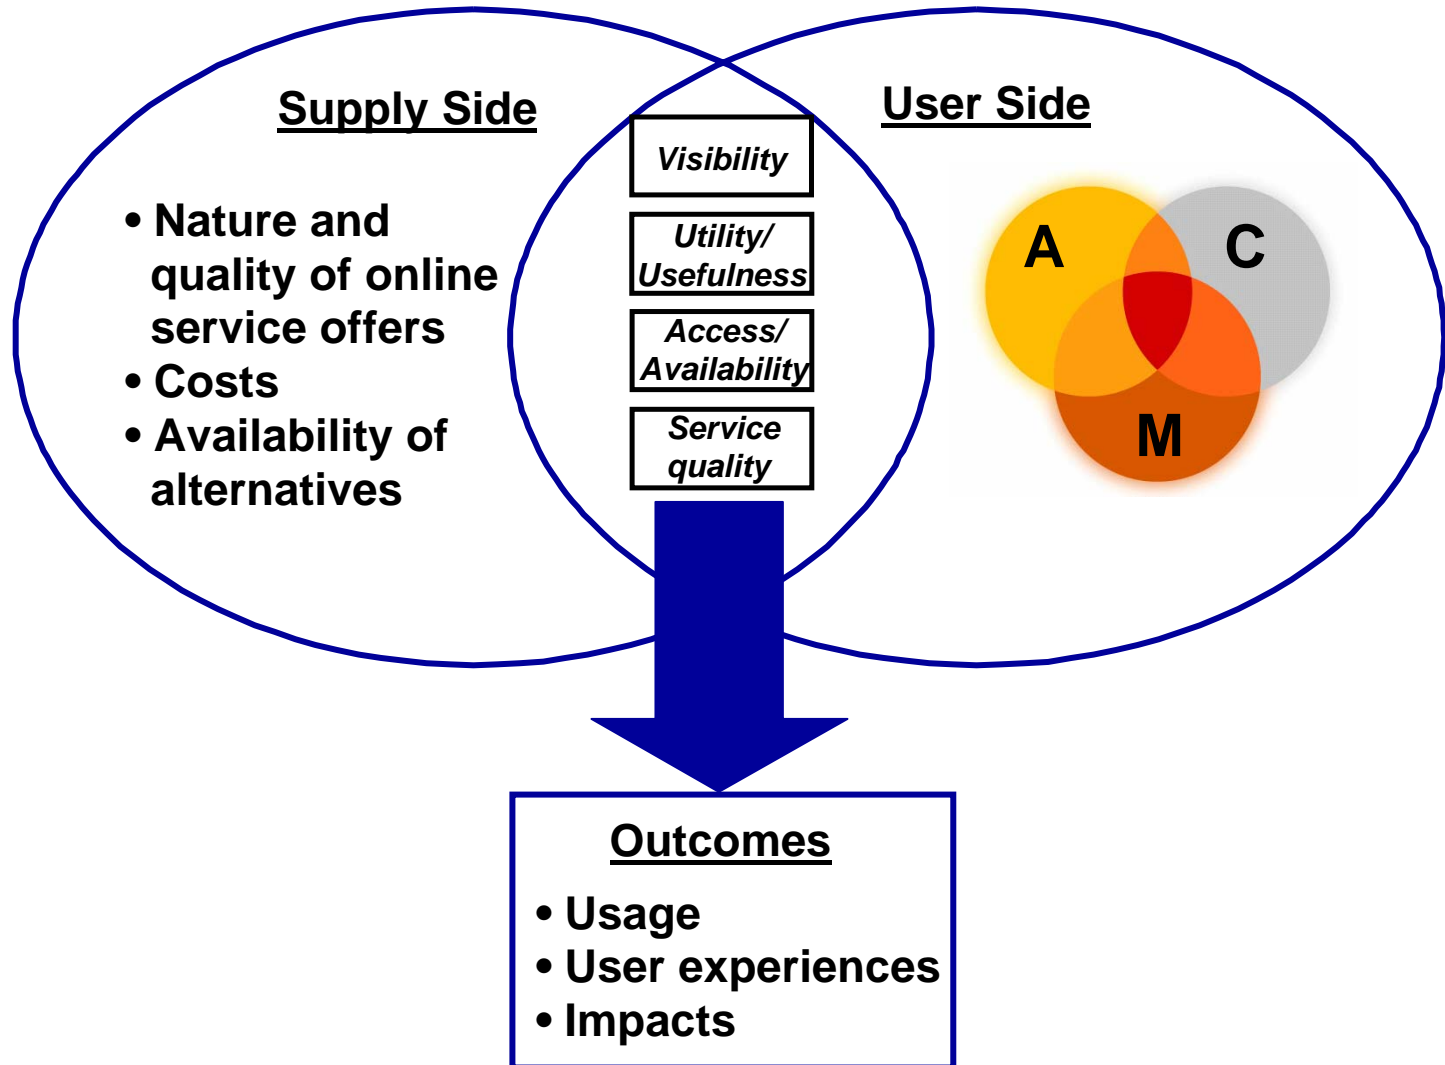 Supply Side
• Nature and
quality of online
service offers
• Costs
• Availability of
alternatives
Visibility
Utility/
Usefulness
Access/
Availability
Service
quality
User Side
A
C
M
Outcomes
• Usage
• User experiences
• Impacts